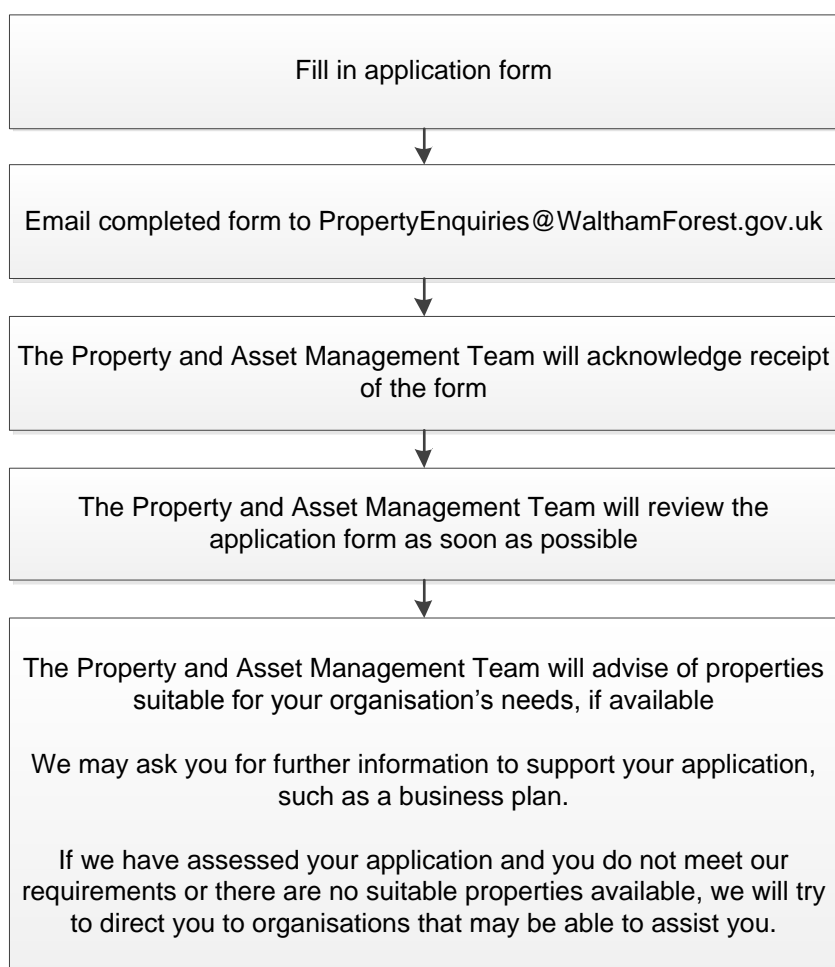 Fill in application form
Email completed form to PropertyEnquiries@WalthamForest.gov.uk
The Property and Asset Management Team will acknowledge receipt
of the form
The Property and Asset Management Team will review the
application form as soon as possible
The Property and Asset Management Team will advise of properties
suitable for your organisation’s needs, if available
We may ask you for further information to support your application,
such as a business plan.
If we have assessed your application and you do not meet our
requirements or there are no suitable properties available, we will try
to direct you to organisations that may be able to assist you.